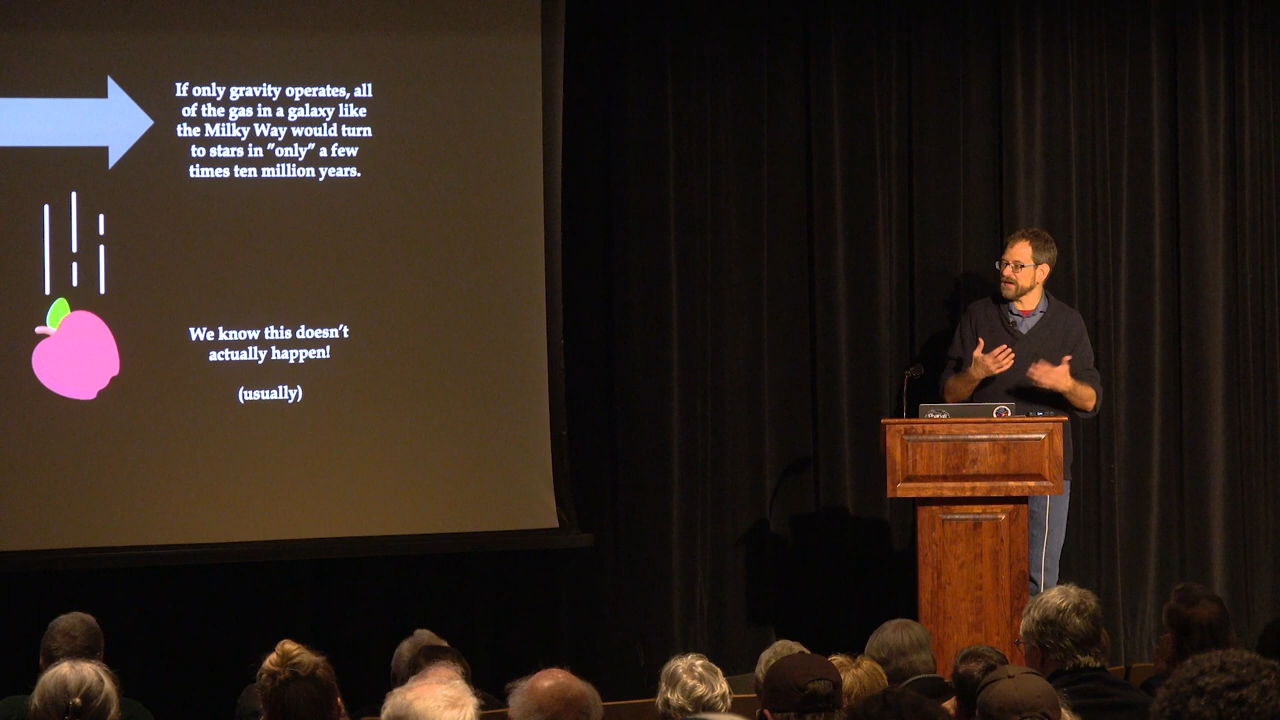 If only gravity operates, all
of the gas in a galaxy like
the Milky Way would turn
to stars in "only" a few
times ten million years.
We know this doesn't
actually happen!
(usually)